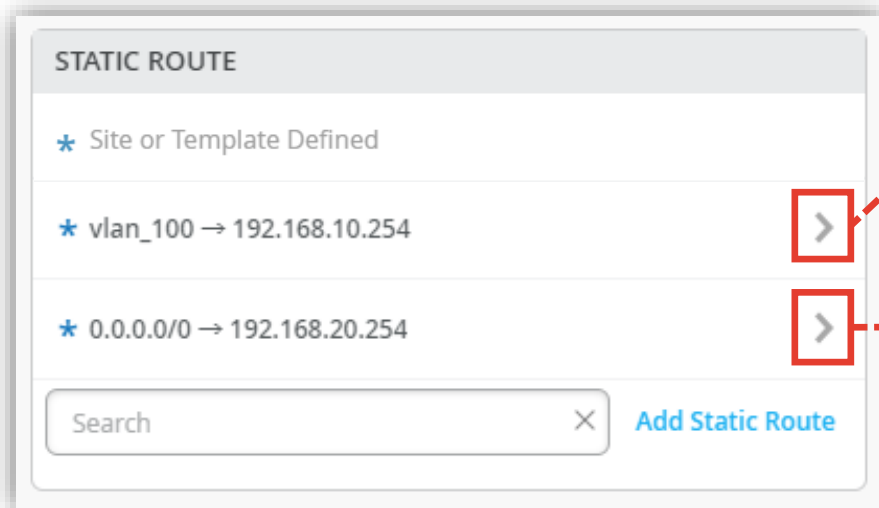 STATIC ROUTE
* Site or Template Defined
* vlan_100 → 192.168.10.254
* 0.0.0.0/0 → 192.168.20.254
Search × Add Static Route